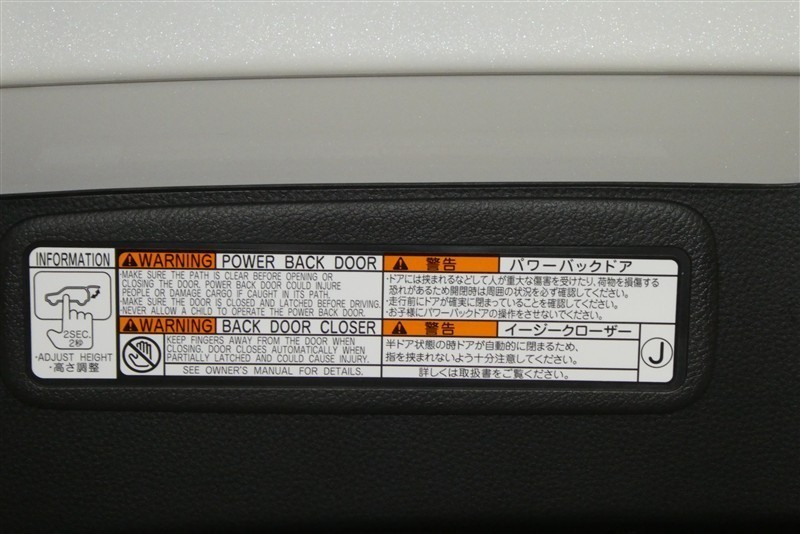 INFORMATION
2SEC.
2秒
·ADJUST HEIGHT
·高さ調整
WARNING POWER BACK DOOR
·MAKE SURE THE PATH IS CLEAR BEFORE OPENING OR
CLOSING THE DOOR. POWER BACK DOOR COULD INJURE
PEOPLE OR DAMAGE CARGO IF CAUGHT IN ITS PATH.
·MAKE SURE THE DOOR IS CLOSED AND LATCHED BEFORE DRIVING.
·NEVER ALLOW A CHILD TO OPERATE THE POWER BACK DOOR.
WARNING BACK DOOR CLOSER
KEEP FINGERS AWAY FROM THE DOOR WHEN
CLOSING. DOOR CLOSES AUTOMATICALLY WHEN
PARTIALLY LATCHED AND COULD CAUSE INJURY.
SEE OWNER'S MANUAL FOR DETAILS.
警告 パワーバックドア
・ドアには挟まれるなどして人が重大な傷害を受けたり、荷物を損傷する
恐れがあるため開閉時は周囲の状況を必ず確認してください。
・走行前にドアが確実に閉まっていることを確認してください。
・お子様にパワーバックドアの操作をさせないでください。
警告 イージークローザー
半ドア状態の時ドアが自動的に閉まるため、
指を挟まれないよう十分注意してください。
詳しくは取扱書をご覧ください。
J